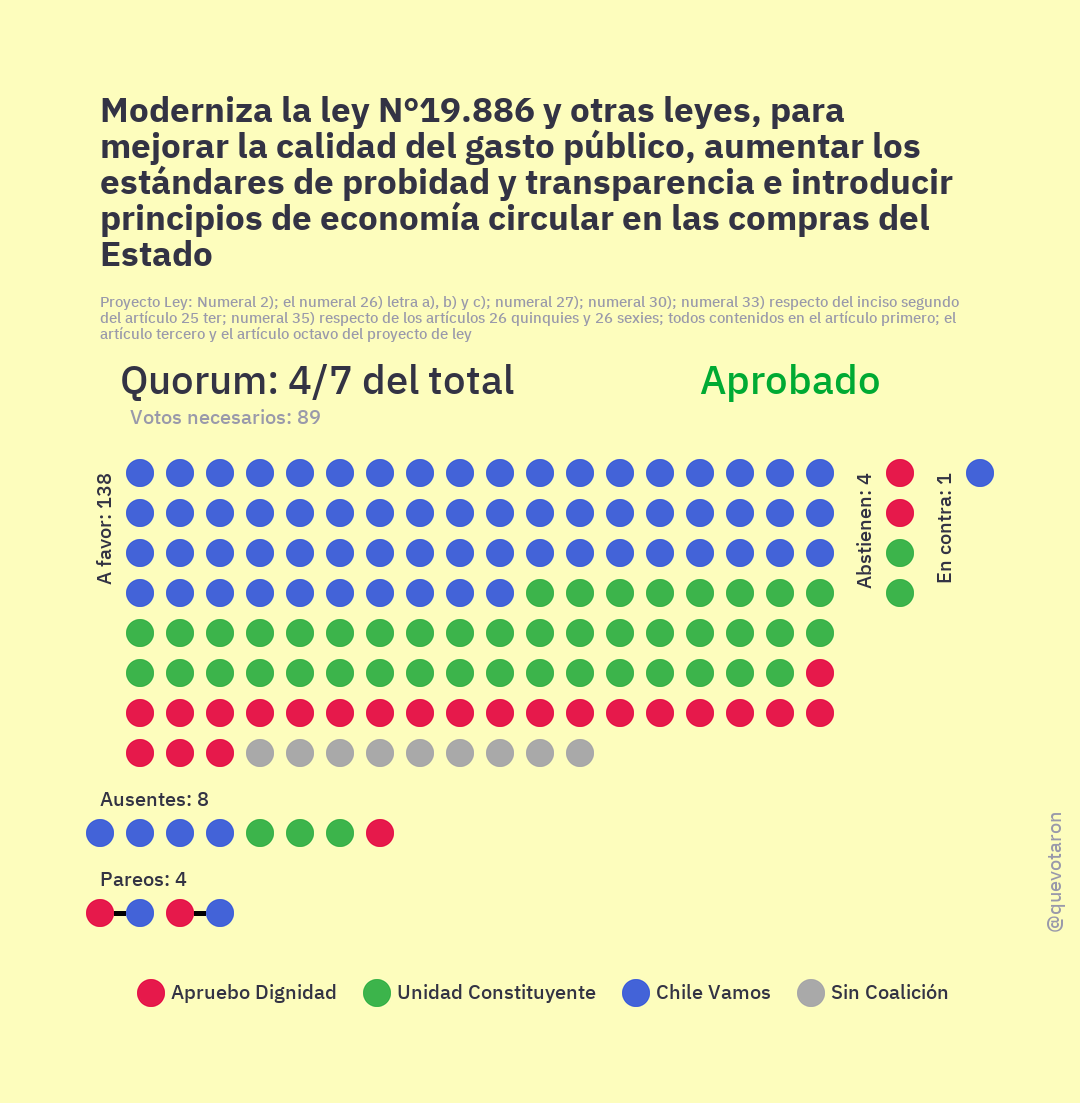 Moderniza la ley N°19.886 y otras leyes, para
mejorar la calidad del gasto público, aumentar los
estándares de probidad y transparencia e introducir
principios de economía circular en las compras del
Estado
Proyecto Ley: Numeral 2); el numeral 26) letra a), b) y c); numeral 27); numeral 30); numeral 33) respecto del inciso segundo
del artículo 25 ter; numeral 35) respecto de los artículos 26 quinquies y 26 sexies; todos contenidos en el artículo primero; el
artículo tercero y el artículo octavo del proyecto de ley
Quorum: 4/7 del total
Aprobado
Votos necesarios: 89
A favor: 138
Abstienen: 4
En contra: 1
Ausentes: 8
Pareos: 4
@quevotaron
Apruebo Dignidad
Unidad Constituyente
Chile Vamos
Sin Coalición